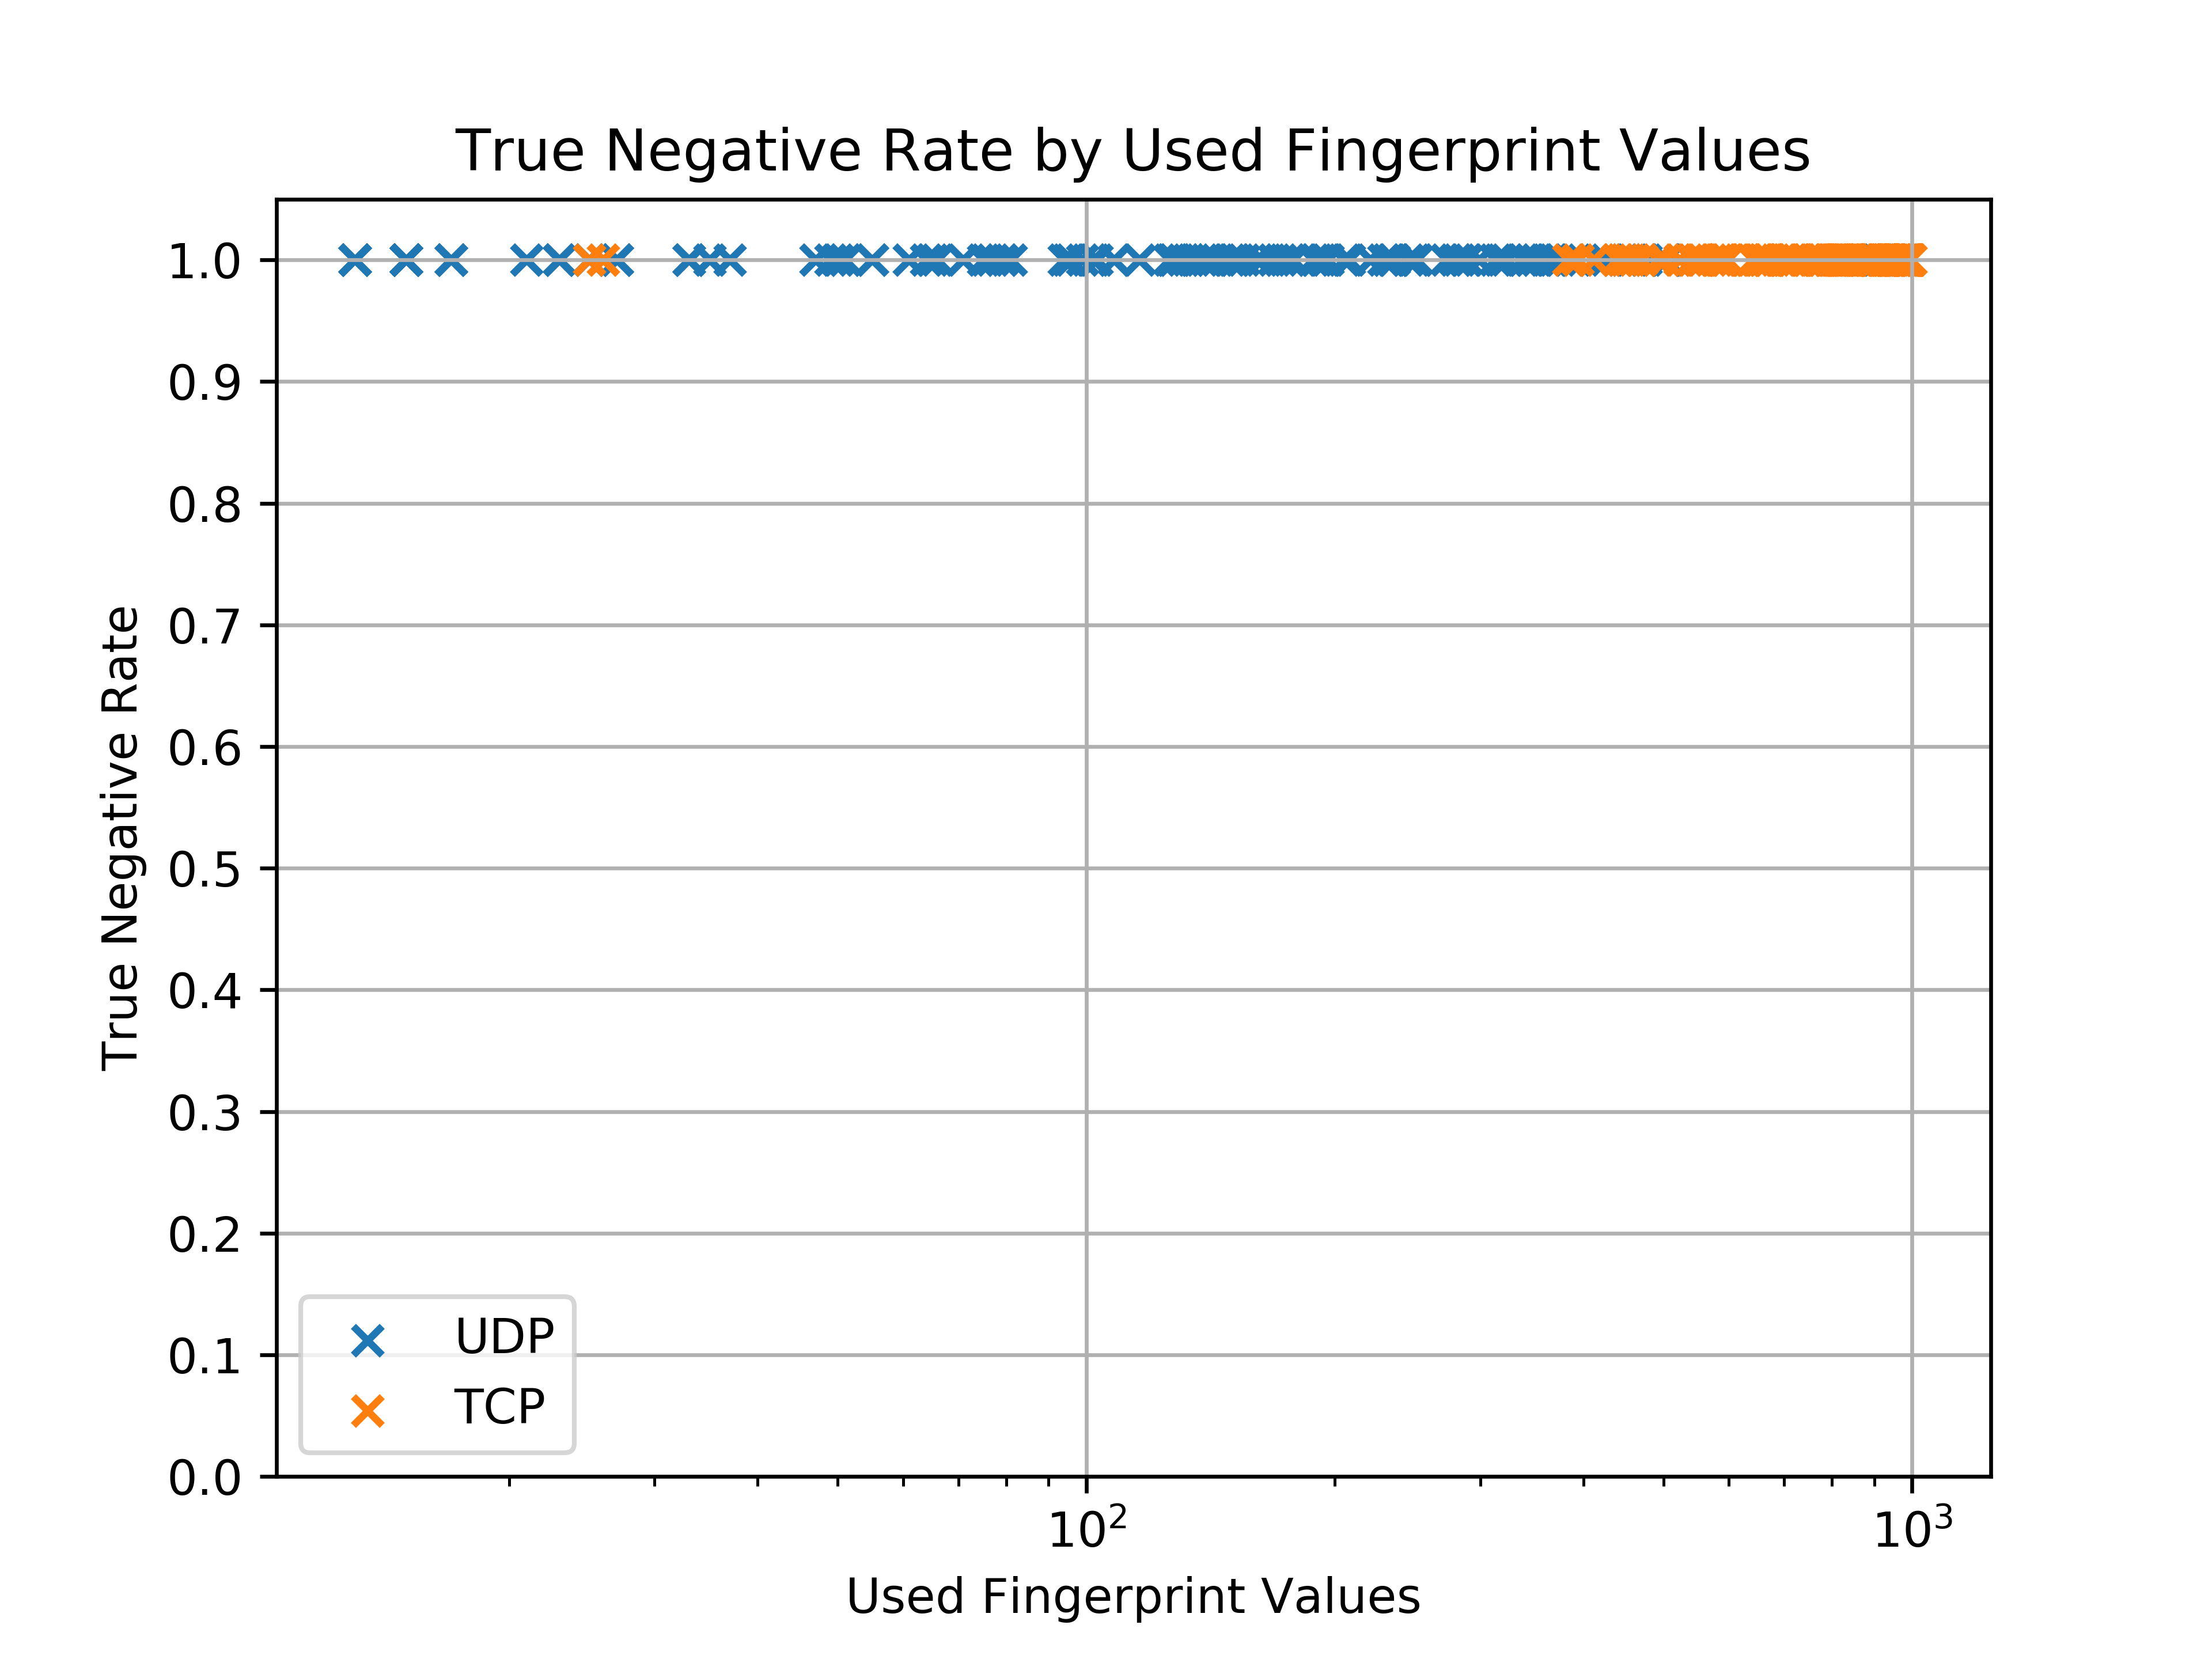 True Negative Rate by Used Fingerprint Values
True Negative Rate
1.0
0.9
0.8
0.7
0.6
0.5
0.4
0.3
0.2
0.1
0.0
UDP
TCP
10²
10³
Used Fingerprint Values